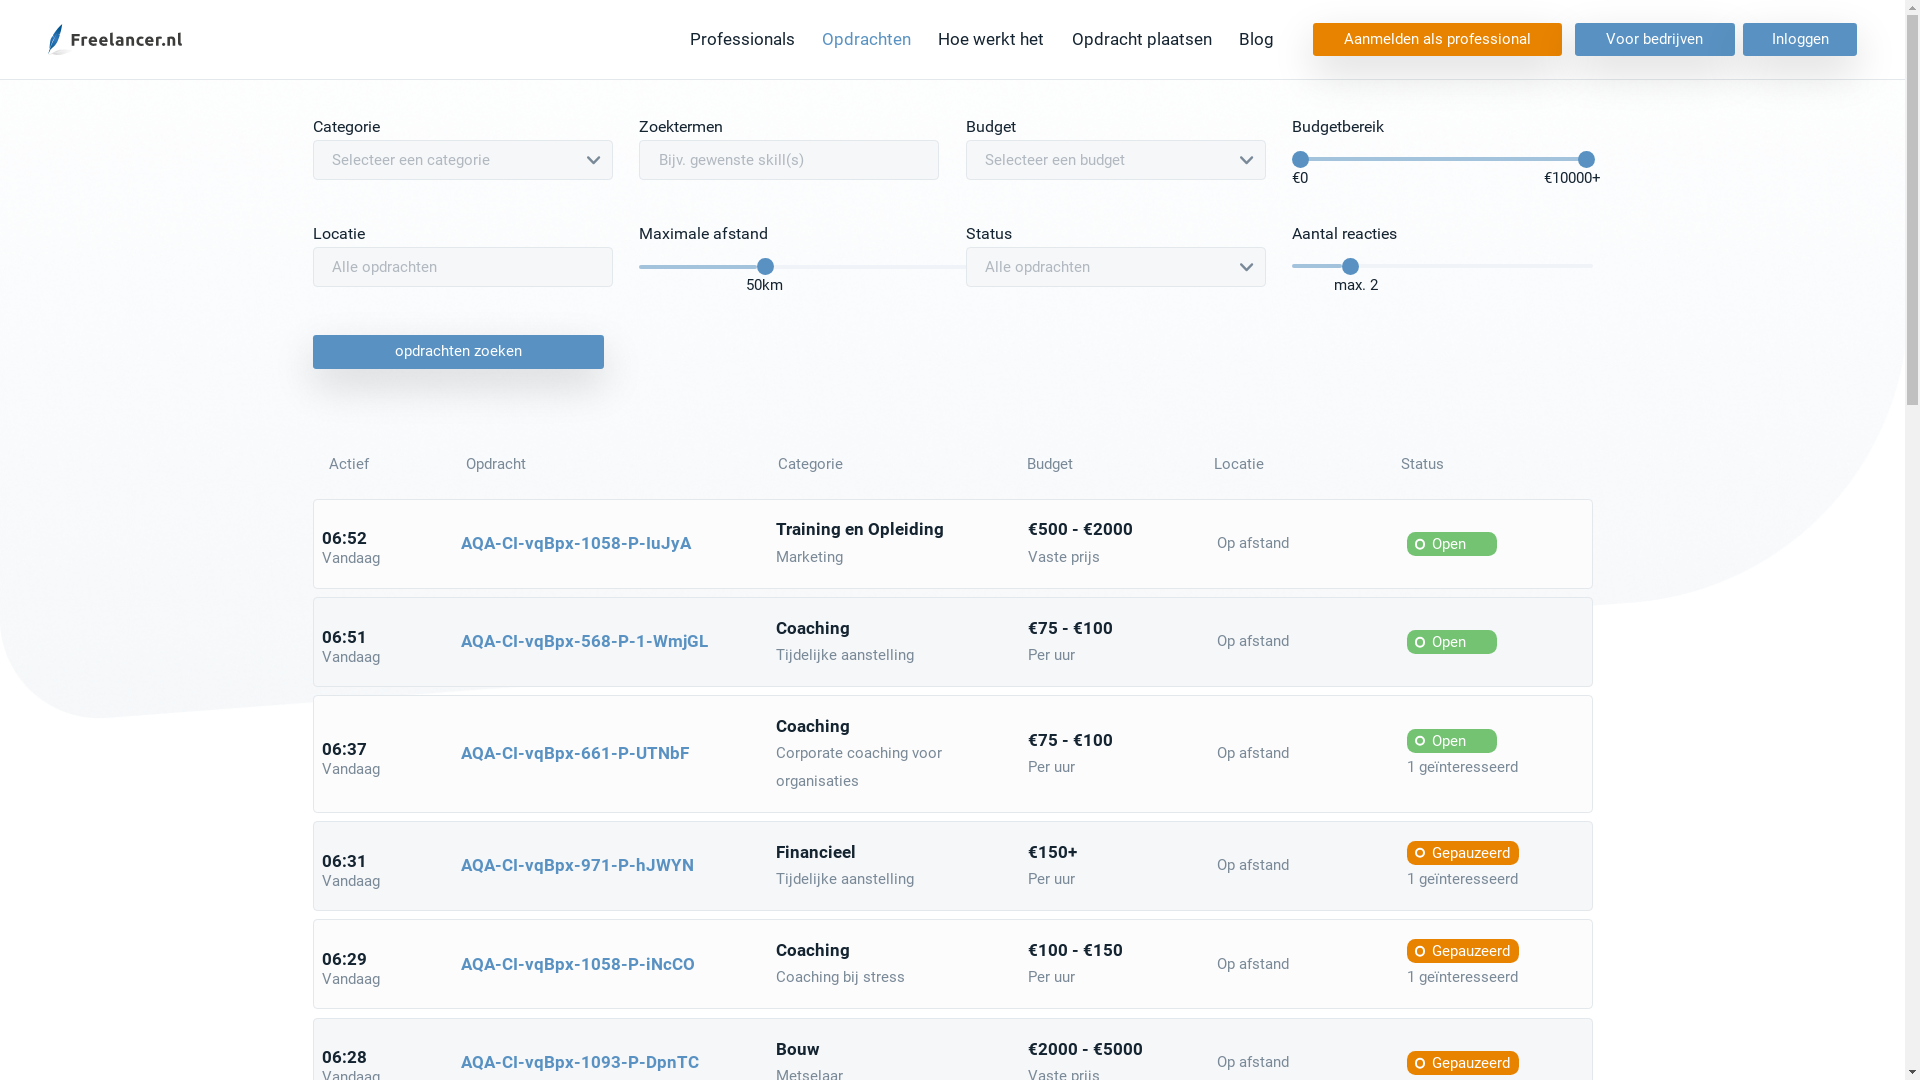 Freelancer.nl
Professionals Opdrachten Hoe werkt het Opdracht plaatsen Blog Aanmelden als professional Voor bedrijven Inloggen
Categorie Zoektermen Budget Budgetbereik
Selecteer een categorie Bijv. gewenste skill(s) Selecteer een budget
€0 €10000+
Locatie Maximale afstand Status Aantal reacties
Alle opdrachten Alle opdrachten
50km max. 2
opdrachten zoeken
Actief Opdracht Categorie Budget Locatie Status
06:52 AQA-CI-vqBpx-1058-P-IuJyA Training en Opleiding €500 - €2000 Op afstand Open
Vandaag Marketing Vaste prijs
06:51 AQA-CI-vqBpx-568-P-1-WmjGL Coaching €75 - €100 Op afstand Open
Vandaag Tijdelijke aanstelling Per uur
06:37 AQA-CI-vqBpx-661-P-UTNbF Coaching €75 - €100 Op afstand Open
Vandaag Corporate coaching voor Per uur 1 geïnteresseerd
organisaties
06:31 AQA-CI-vqBpx-971-P-hJWYN Financieel €150+ Op afstand Gepauzeerd
Vandaag Tijdelijke aanstelling Per uur 1 geïnteresseerd
06:29 AQA-CI-vqBpx-1058-P-iNcCO Coaching €100 - €150 Op afstand Gepauzeerd
Vandaag Coaching bij stress Per uur 1 geïnteresseerd
06:28 AQA-CI-vqBpx-1093-P-DpnTC Bouw €2000 - €5000 Op afstand Gepauzeerd
Vandaag Metselaar Vaste prijs